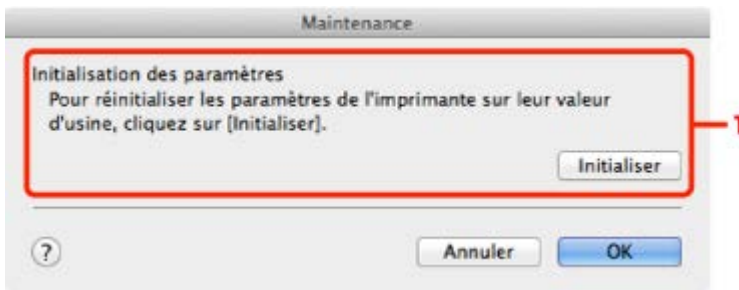 Maintenance
Initialisation des paramètres
Pour réinitialiser les paramètres de l'imprimante sur leur valeur
d'usine, cliquez sur [Initialiser].
1
Initialiser
?
Annuler
OK